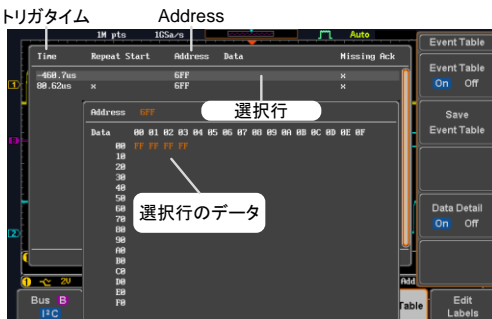 トリガタイム Address
1M pts 1GSa/s Auto
Event Table
Time Repeat Start Address Data Missing Ack
-460.7us 6FF x
80.62us x 6FF x
Event Table
On Off
選択行
Address 6FF
Save
Event Table
Data 00 01 02 03 04 05 06 07 08 09 0A 0B 0C 0D 0E 0F
00 FF FF FF FF
10
20
30
40
50
60
70
80
90
A0
B0
C0
D0
E0
F0
選択行のデータ
Data Detail
On Off
1 2V
Add
Bus B
I²C
Table
Edit
Labels